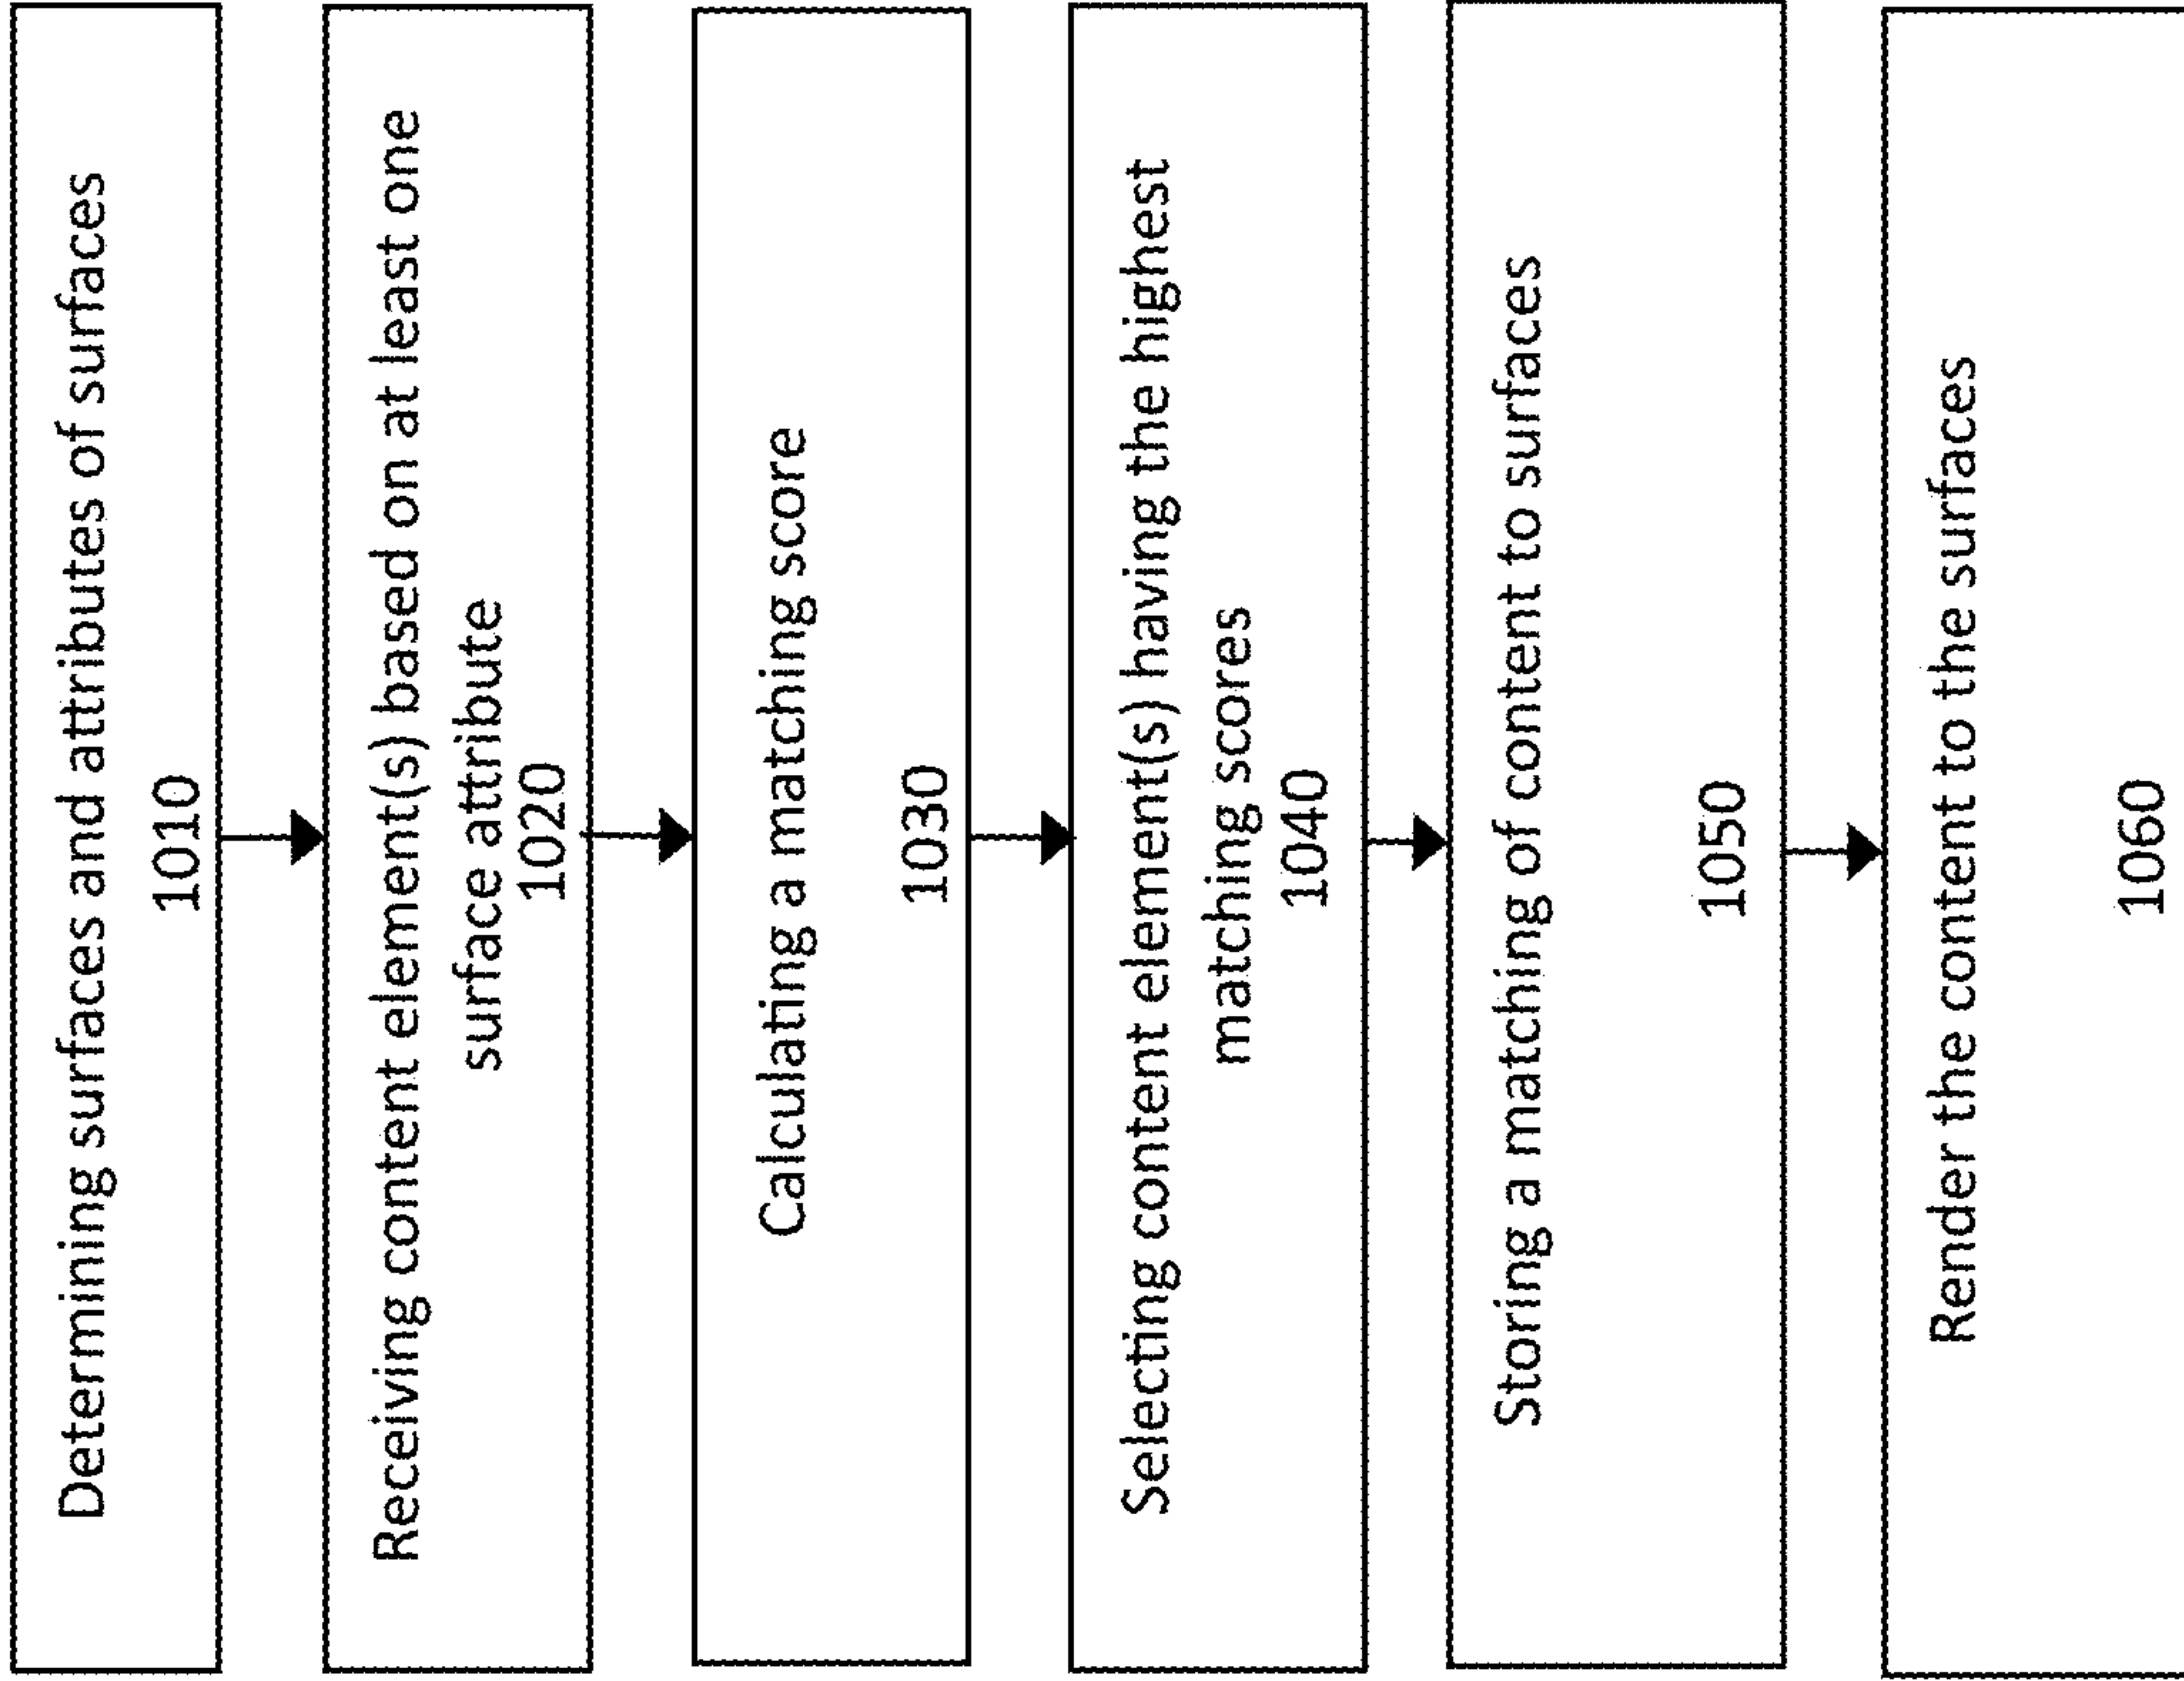 Determining surfaces and attributes of surfaces
1010
Receiving content element(s) based on at least one
surface attribute
1020
Calculating a matching score
1030
Selecting content element(s) having the highest
matching scores
1040
Storing a matching of content to surfaces
1050
Render the content to the surfaces
1060